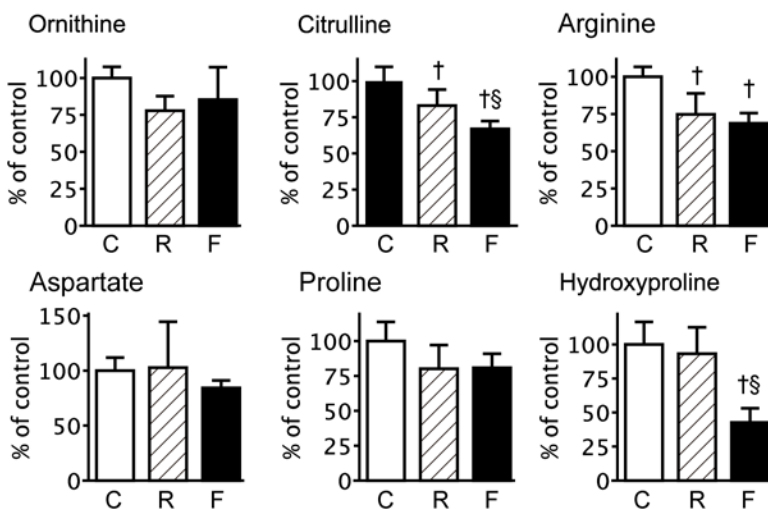 Ornithine
% of control
100
75
50
25
0
C R F
Citrulline
% of control
100
75
50
25
0
†
†§
C R F
Arginine
% of control
100
75
50
25
0
†
†
C R F
Aspartate
% of control
150
100
50
0
C R F
Proline
% of control
100
75
50
25
0
C R F
Hydroxyproline
% of control
100
75
50
25
0
†§
C R F